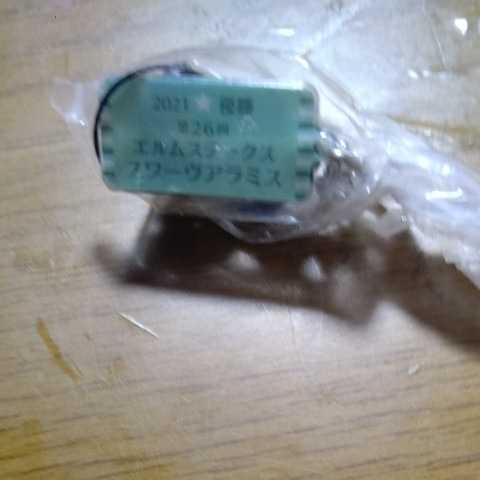 2021 ★ 優勝
第26回
エルムステークス
スワーヴアラミス